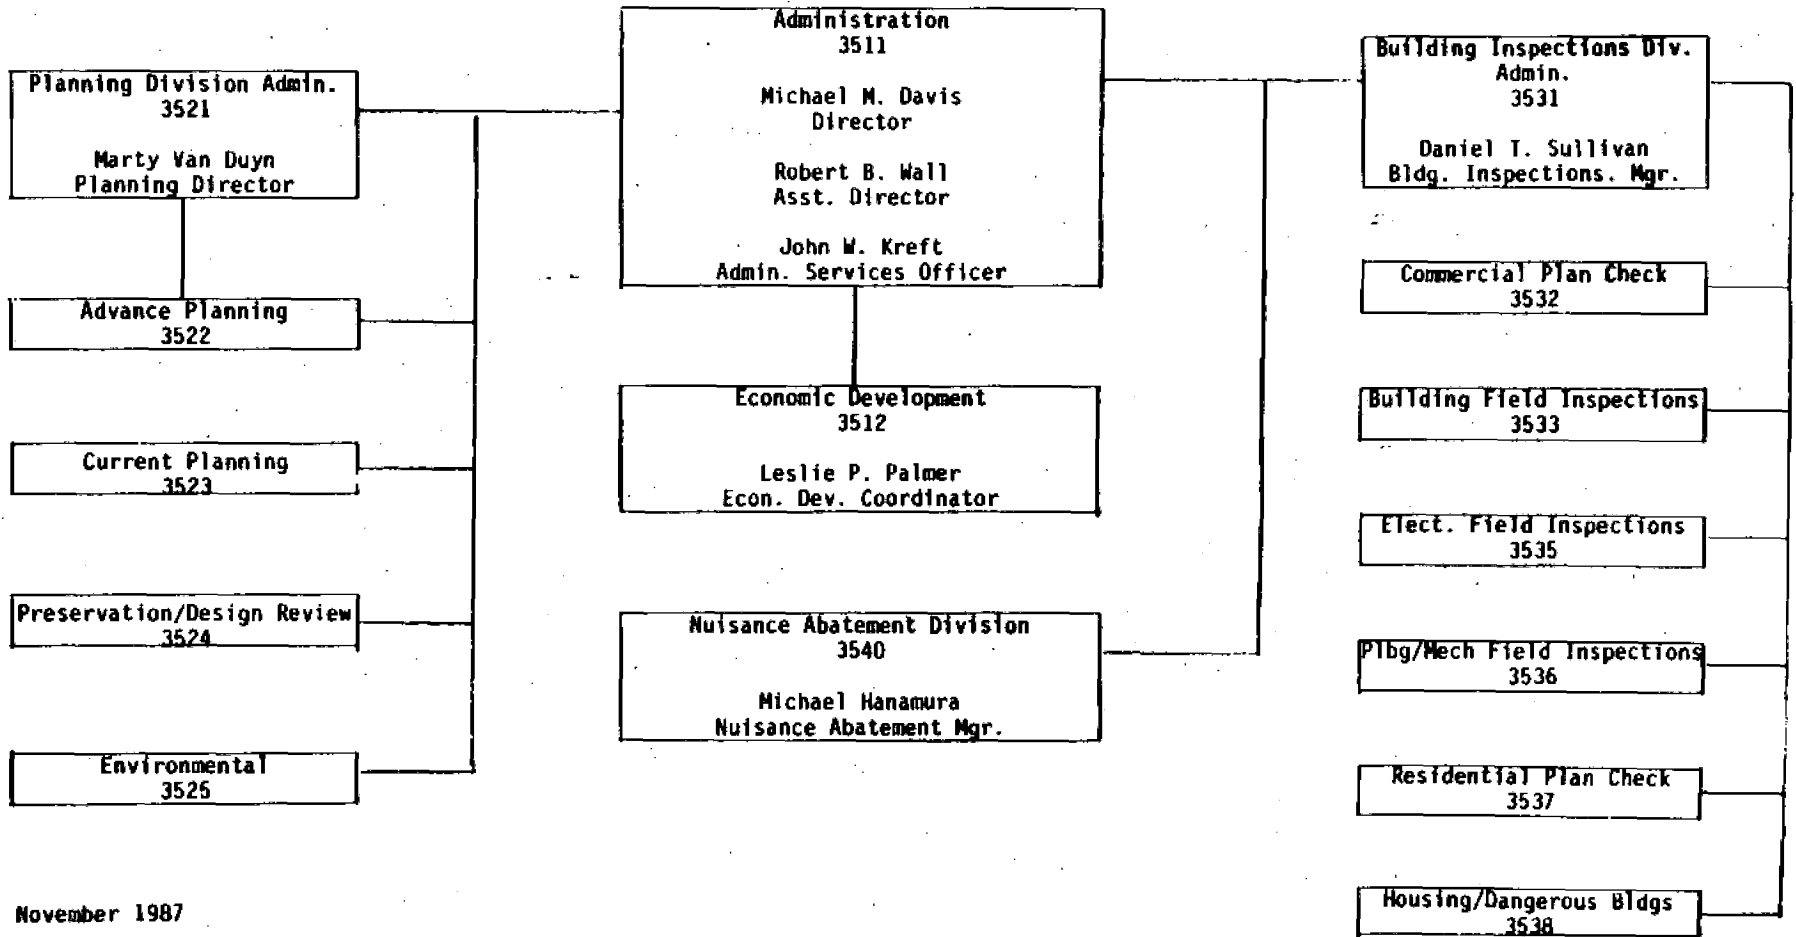 Planning Division Admin.
3521
Marty Van Duyn
Planning Director
Advance Planning
3522
Current Planning
3523
Preservation/Design Review
3524
Environmental
3525
November 1987
Administration
3511
Michael M. Davis
Director
Robert B. Wall
Asst. Director
John W. Kreft
Admin. Services Officer
Economic Development
3512
Leslie P. Palmer
Econ. Dev. Coordinator
Nuisance Abatement Division
3540
Michael Hanamura
Nuisance Abatement Mgr.
Building Inspections Div.
Admin.
3531
Daniel T. Sullivan
Bldg. Inspections. Mgr.
Commercial Plan Check
3532
Building Field Inspections
3533
Elect. Field Inspections
3535
Plbg/Mech Field Inspections
3536
Residential Plan Check
3537
Housing/Dangerous Bldgs
3538